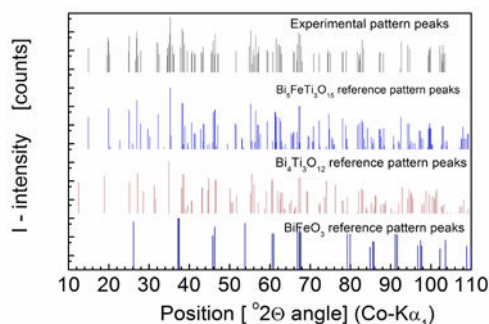 Experimental pattern peaks
Bi₅FeTi₃O₁₅ reference pattern peaks
Bi₄Ti₃O₁₂ reference pattern peaks
BiFeO₃ reference pattern peaks
I - intensity [counts]
10 20 30 40 50 60 70 80 90 100 110
Position [ °2Θ angle] (Co-Kα₁)